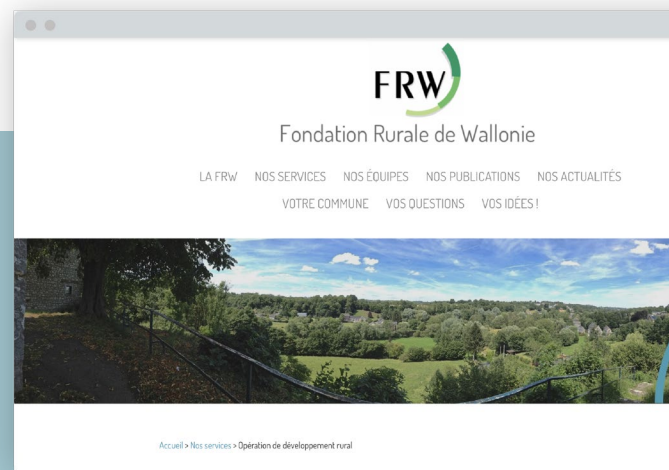 FRW
Fondation Rurale de Wallonie
LA FRW NOS SERVICES NOS ÉQUIPES NOS PUBLICATIONS NOS ACTUALITÉS
VOTRE COMMUNE VOS QUESTIONS VOS IDÉES !
Accueil > Nos services > Opération de développement rural